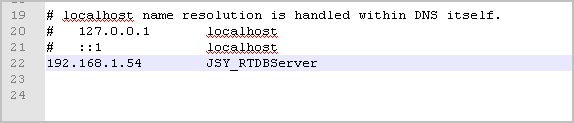 19 # localhost name resolution is handled within DNS itself.
20 #   127.0.0.1       localhost
21 #   ::1             localhost
22 192.168.1.54        JSY_RTDBServer
23
24